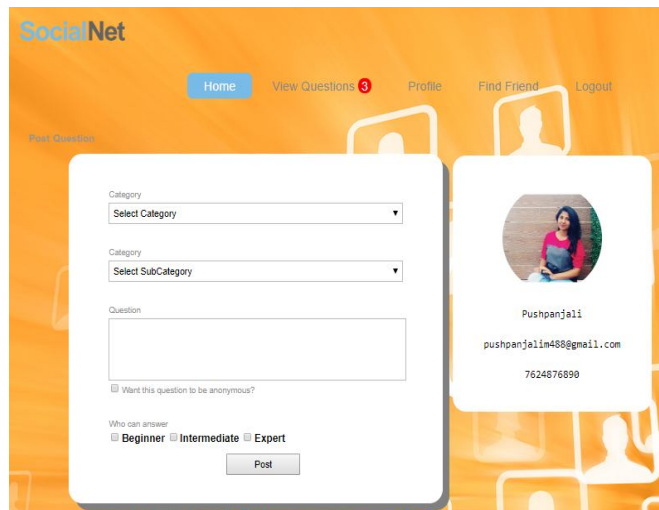 SocialNet
Home View Questions 3 Profile Find Friend Logout
Post Question
Category
Select Category
Category
Select SubCategory
Question
Want this question to be anonymous?
Who can answer
Beginner Intermediate Expert
Post
Pushpanjali
pushpanjalim488@gmail.com
7624876890